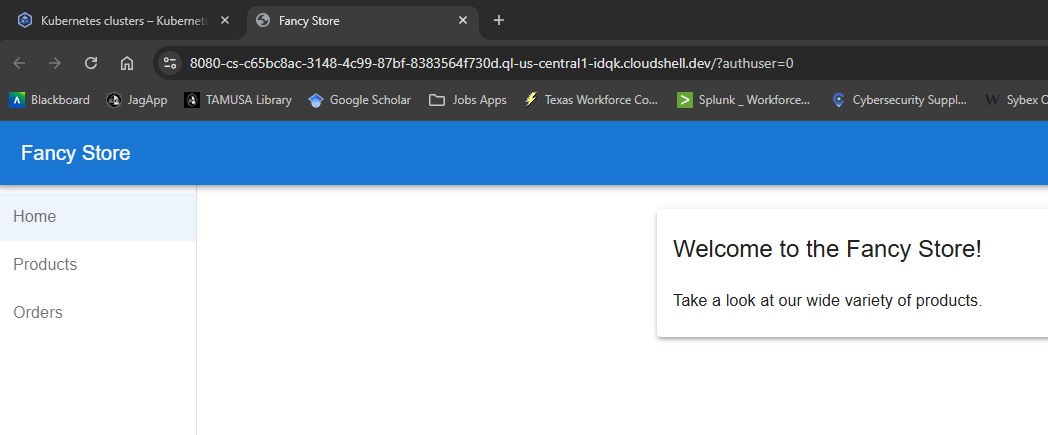 Kubernetes clusters – Kubernete
Fancy Store
8080-cs-c65bc8ac-3148-4c99-87bf-8383564f730d.ql-us-central1-idqk.cloudshell.dev/?authuser=0
Blackboard
JagApp
TAMUSA Library
Google Scholar
Jobs Apps
Texas Workforce Co...
Splunk _ Workforce...
Cybersecurity Suppl...
Sybex O
Fancy Store
Home
Products
Orders
Welcome to the Fancy Store!
Take a look at our wide variety of products.